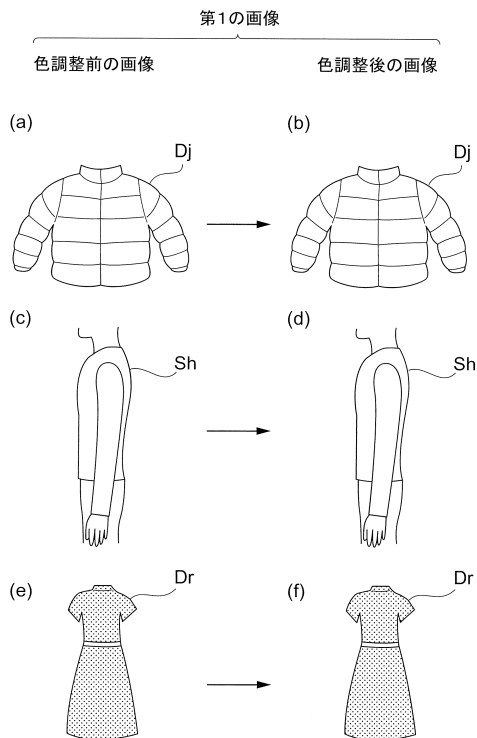 第1の画像
色調整前の画像 色調整後の画像
(a) (b)
Dj Dj
(c) (d)
Sh Sh
(e) (f)
Dr Dr